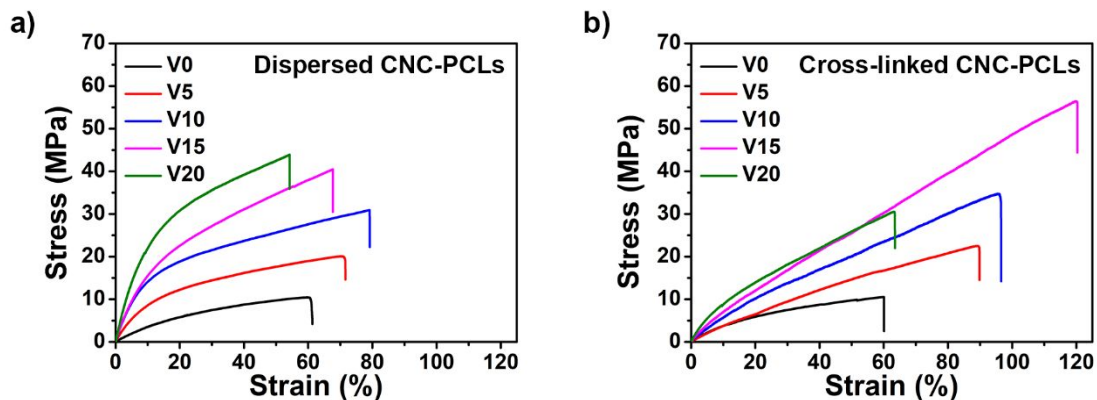 a)
70
60
50
40
30
20
10
0
Stress (MPa)
V0
V5
V10
V15
V20
Dispersed CNC-PCLs
0 20 40 60 80 100 120
Strain (%)
b)
70
60
50
40
30
20
10
0
Stress (MPa)
V0
V5
V10
V15
V20
Cross-linked CNC-PCLs
0 20 40 60 80 100 120
Strain (%)